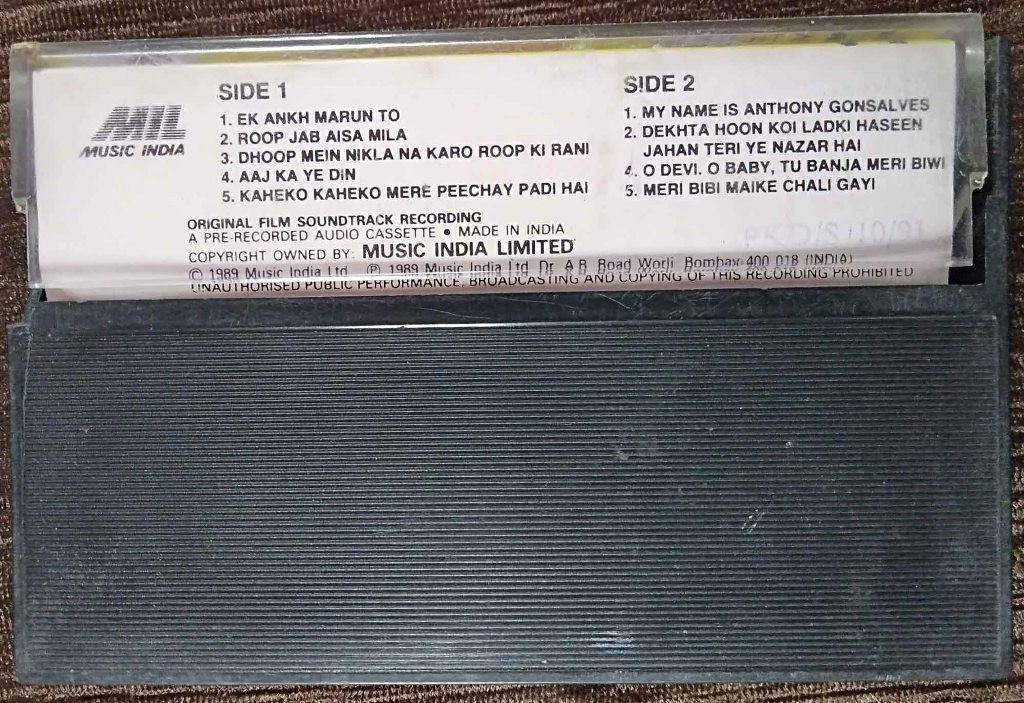 MIL
MUSIC INDIA
SIDE 1
1. EK ANKH MARUN TO
2. ROOP JAB AISA MILA
3. DHOOP MEIN NIKLA NA KARO ROOP KI RANI
4. AAJ KA YE DiN
5. KAHEKO KAHEKO MERE PEECHAY PADI HAI
SIDE 2
1. MY NAME IS ANTHONY GONSALVES
2. DEKHTA HOON KOI LADKI HASEEN
JAHAN TERI YE NAZAR HAI
4. O DEVI. O BABY, TU BANJA MERI BIWI
5. MERI BIBI MAIKE CHALI GAYI
ORIGINAL FILM SOUNDTRACK RECORDING
A PRE-RECORDED AUDIO CASSETTE • MADE IN INDIA
COPYRIGHT OWNED BY: MUSIC INDIA LIMITED
PKD/S/10/91
© 1989 Music India Ltd. Ⓟ 1989 Music India Ltd. Dr. A.B. Road Worli, Bombay 400 018 (INDIA)
UNAUTHORISED PUBLIC PERFORMANCE, BROADCASTING AND COPYING OF THIS RECORDING PROHIBITED